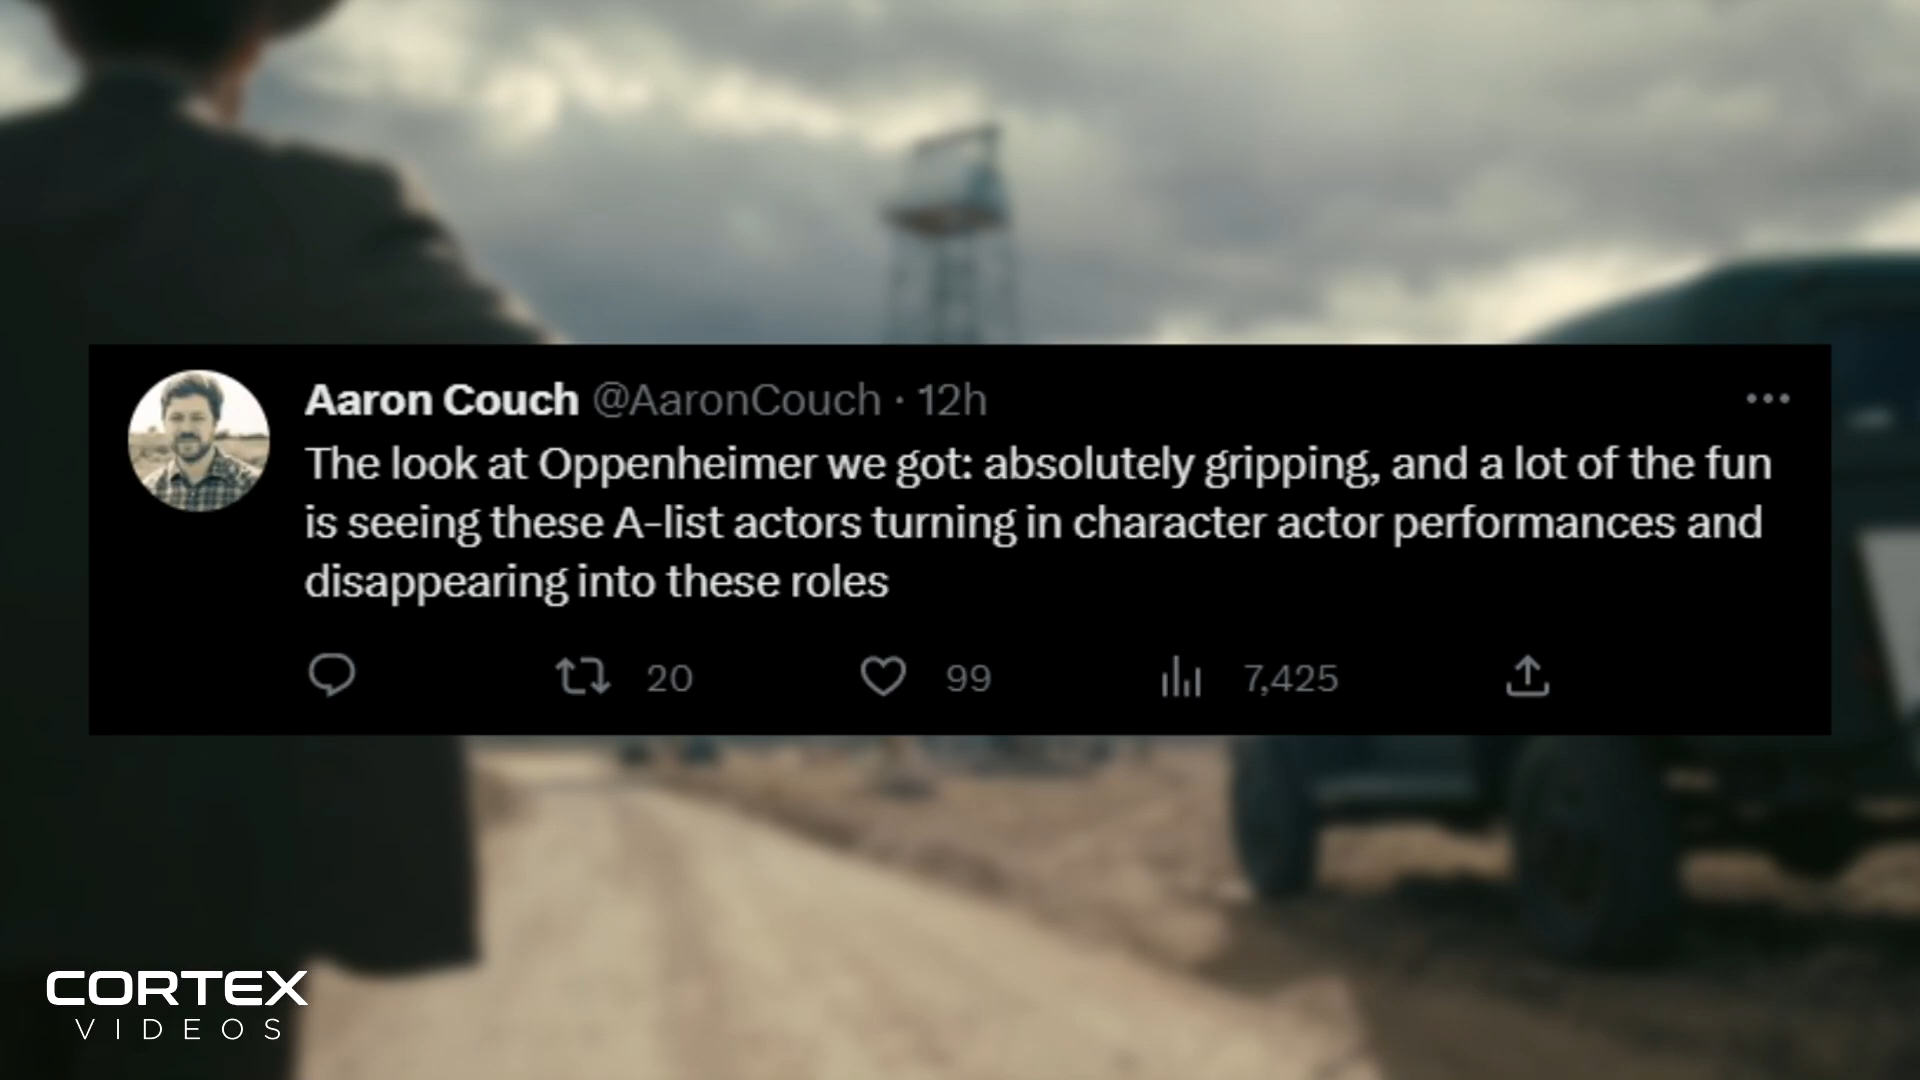 Aaron Couch @AaronCouch · 12h
The look at Oppenheimer we got: absolutely gripping, and a lot of the fun
is seeing these A-list actors turning in character actor performances and
disappearing into these roles
20 99 7,425
CORTEX
VIDEOS